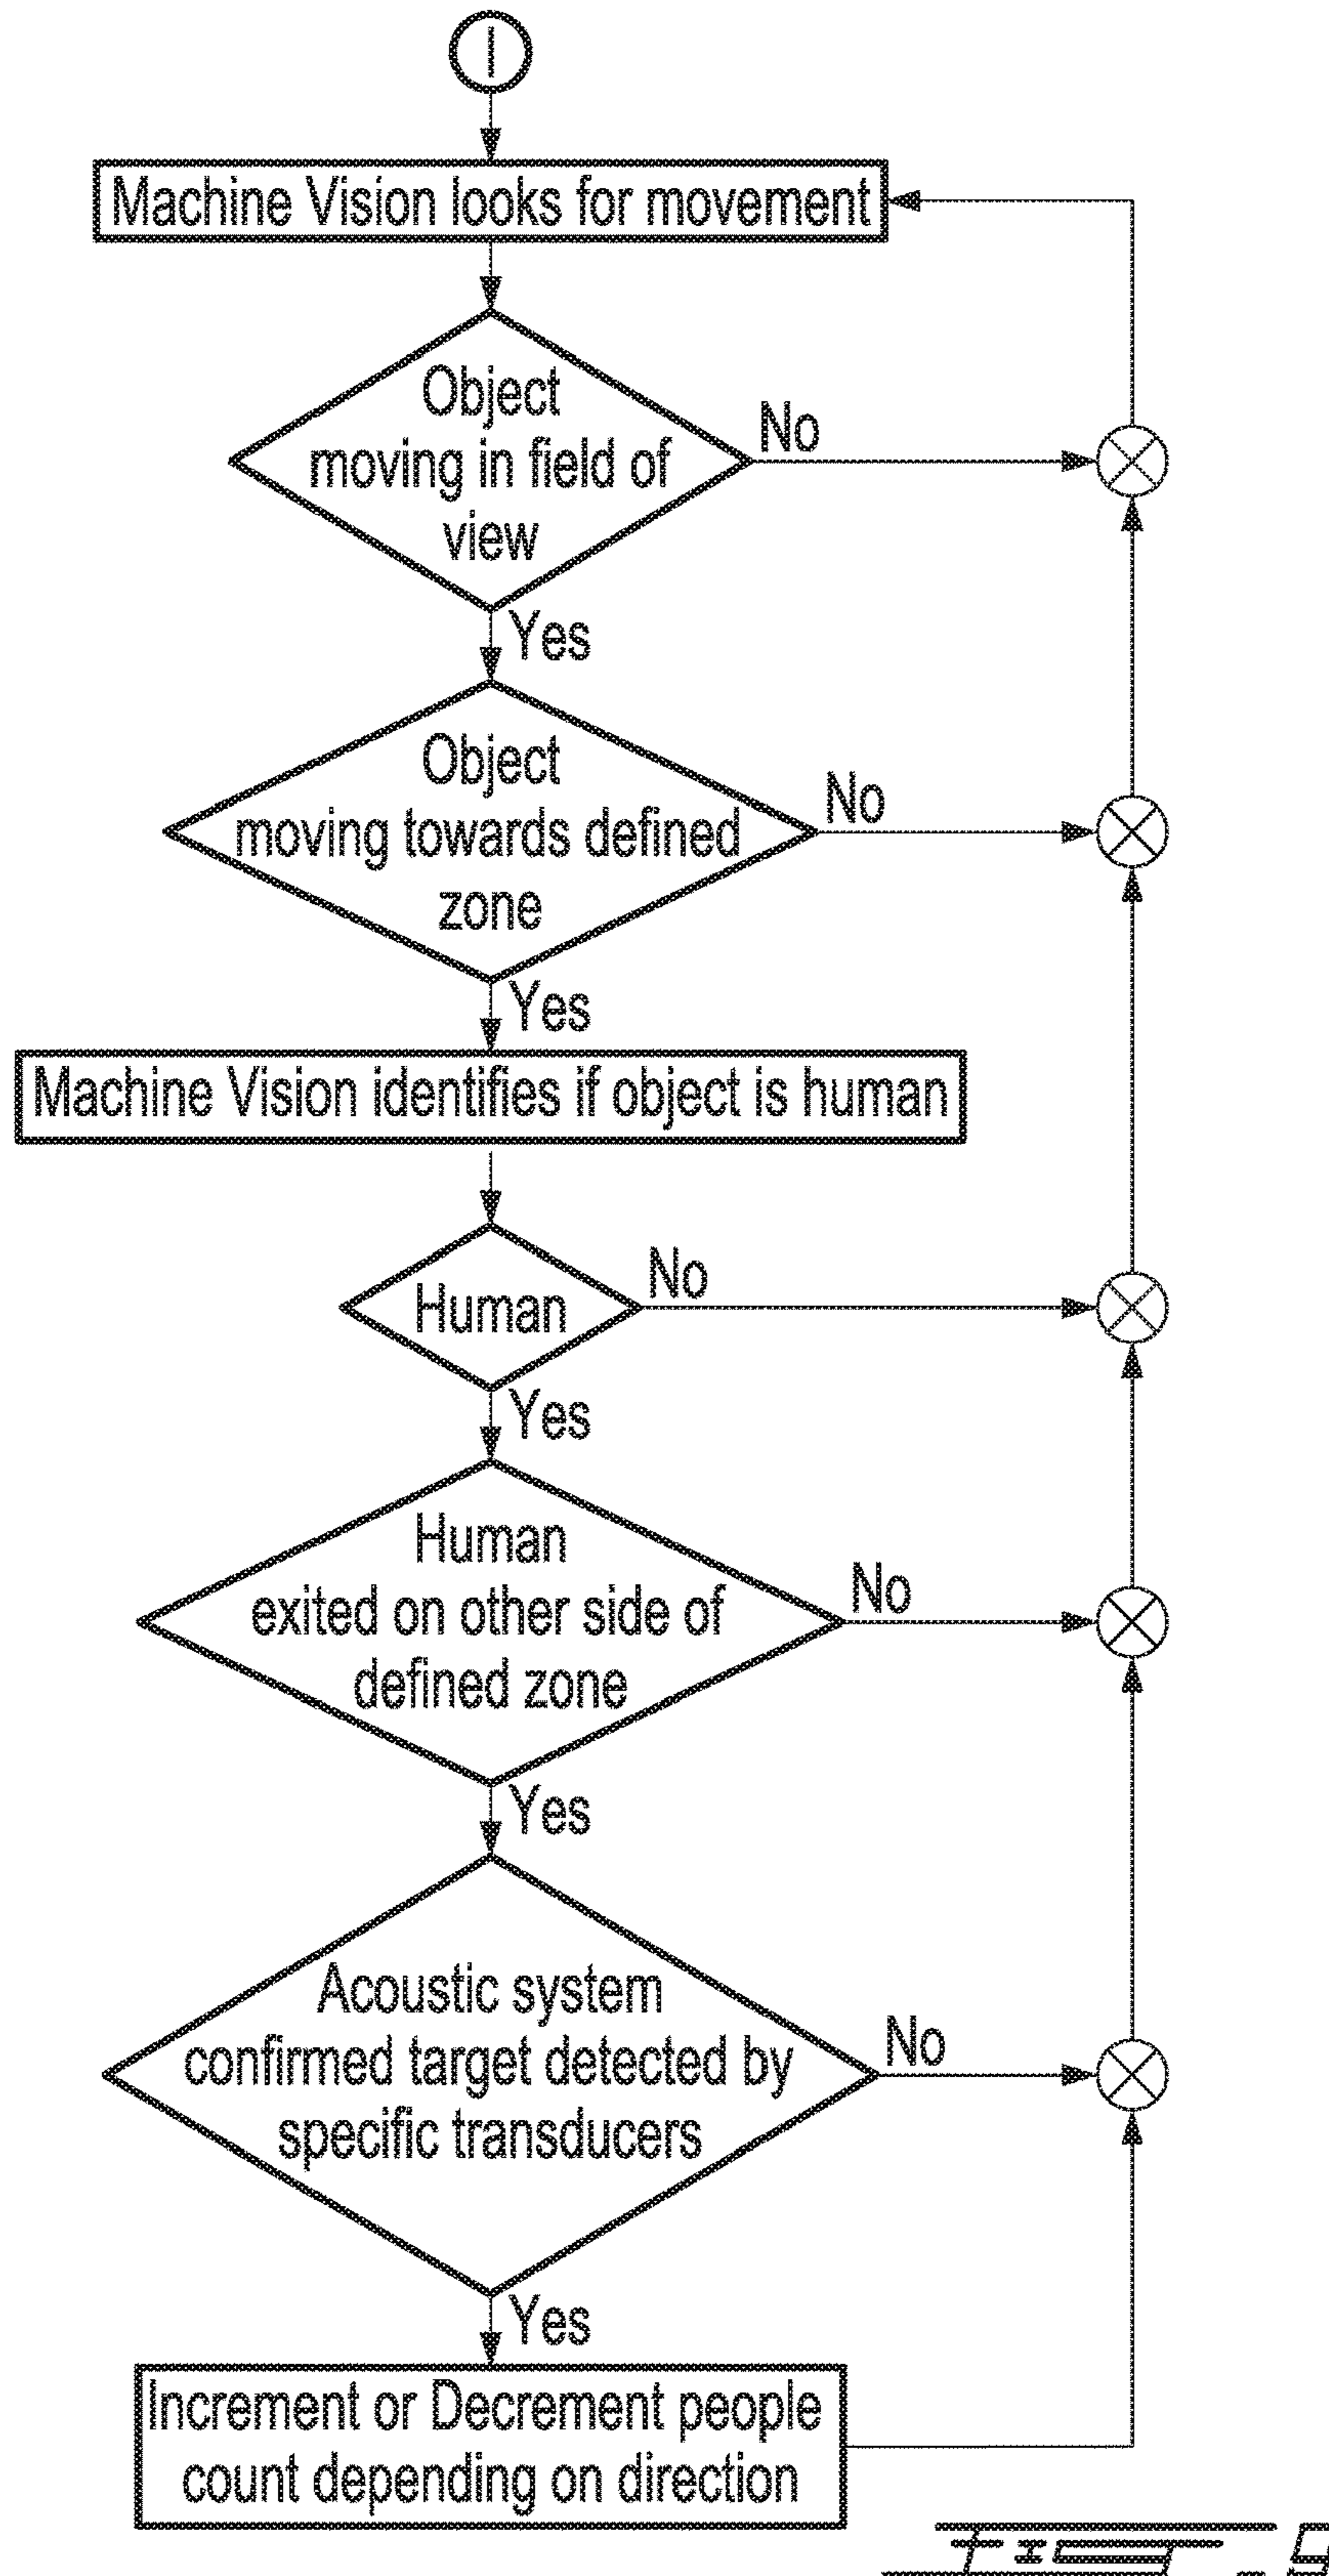 Machine Vision looks for movement
Object
moving in field of
view
No
Yes
Object
moving towards defined
zone
No
Yes
Machine Vision identifies if object is human
Human
No
Yes
Human
exited on other side of
defined zone
No
Yes
Acoustic system
confirmed target detected by
specific transducers
No
Yes
Increment or Decrement people
count depending on direction